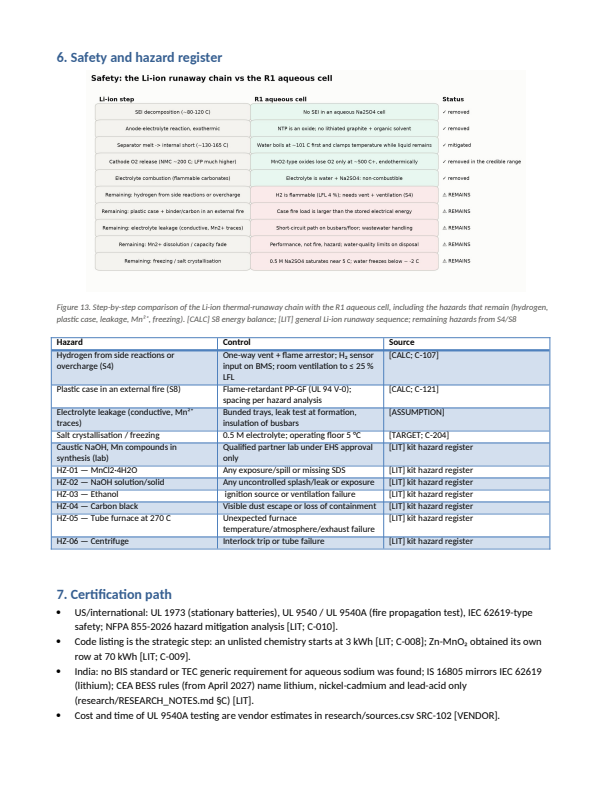 6. Safety and hazard register
Safety: the Li-ion runaway chain vs the R1 aqueous cell
Li-ion step R1 aqueous cell Status
SEI decomposition (~80-120 C) No SEI in an aqueous Na2SO4 cell ✓ removed
Anode-electrolyte reaction, exothermic NTP is an oxide; no lithiated graphite + organic solvent ✓ removed
Separator melt -> internal short (~130-165 C) Water boils at ~101 C first and clamps temperature while liquid remains ✓ mitigated
Cathode O2 release (NMC ~200 C; LFP much higher) MnO2 type oxides lose O2 only at ~500 C+, endothermically ✓ removed in the credible range
Electrolyte combustion (flammable carbonates) Electrolyte is water + Na2SO4: non-combustible ✓ removed
Remaining: hydrogen from side reactions or overcharge H2 is flammable (LFL 4 %); needs vent + ventilation (S4) ⚠ REMAINS
Remaining: plastic case + binder/carbon in an external fire Case fire load is larger than the stored electrical energy ⚠ REMAINS
Remaining: electrolyte leakage (conductive, Mn2+ traces) Short-circuit path on busbars/floor; wastewater handling ⚠ REMAINS
Remaining: Mn2+ dissolution / capacity fade Performance, not fire, hazard; water-quality limits on disposal ⚠ REMAINS
Remaining: freezing / salt crystallisation 0.5 M Na2SO4 saturates near 5 C; water freezes below ~ -2 C ⚠ REMAINS
Figure 13. Step-by-step comparison of the Li-ion thermal-runaway chain with the R1 aqueous cell, including the hazards that remain (hydrogen,
plastic case, leakage, Mn²⁺, freezing). [CALC] S8 energy balance; [LIT] general Li-ion runaway sequence; remaining hazards from S4/S8
Hazard Control Source
Hydrogen from side reactions or One-way vent + flame arrestor; H₂ sensor [CALC; C-107]
overcharge (S4) input on BMS; room ventilation to ≤ 25 %
LFL
Plastic case in an external fire (S8) Flame-retardant PP-GF (UL 94 V-0); [CALC; C-121]
spacing per hazard analysis
Electrolyte leakage (conductive, Mn²⁺ Bunded trays, leak test at formation, [ASSUMPTION]
traces) insulation of busbars
Salt crystallisation / freezing 0.5 M electrolyte; operating floor 5 °C [TARGET; C-204]
Caustic NaOH, Mn compounds in Qualified partner lab under EHS approval [LIT] kit hazard register
synthesis (lab) only
HZ-01 — MnCl2·4H2O Any exposure/spill or missing SDS [LIT] kit hazard register
HZ-02 — NaOH solution/solid Any uncontrolled splash/leak or exposure [LIT] kit hazard register
HZ-03 — Ethanol ignition source or ventilation failure [LIT] kit hazard register
HZ-04 — Carbon black Visible dust escape or loss of containment [LIT] kit hazard register
HZ-05 — Tube furnace at 270 C Unexpected furnace [LIT] kit hazard register
temperature/atmosphere/exhaust failure
HZ-06 — Centrifuge Interlock trip or tube failure [LIT] kit hazard register
7. Certification path
• US/international: UL 1973 (stationary batteries), UL 9540 / UL 9540A (fire propagation test), IEC 62619-type
safety; NFPA 855-2026 hazard mitigation analysis [LIT; C-010].
• Code listing is the strategic step: an unlisted chemistry starts at 3 kWh [LIT; C-008]; Zn-MnO₂ obtained its own
row at 70 kWh [LIT; C-009].
• India: no BIS standard or TEC generic requirement for aqueous sodium was found; IS 16805 mirrors IEC 62619
(lithium); CEA BESS rules (from April 2027) name lithium, nickel-cadmium and lead-acid only
(research/RESEARCH_NOTES.md §C) [LIT].
• Cost and time of UL 9540A testing are vendor estimates in research/sources.csv SRC-102 [VENDOR].